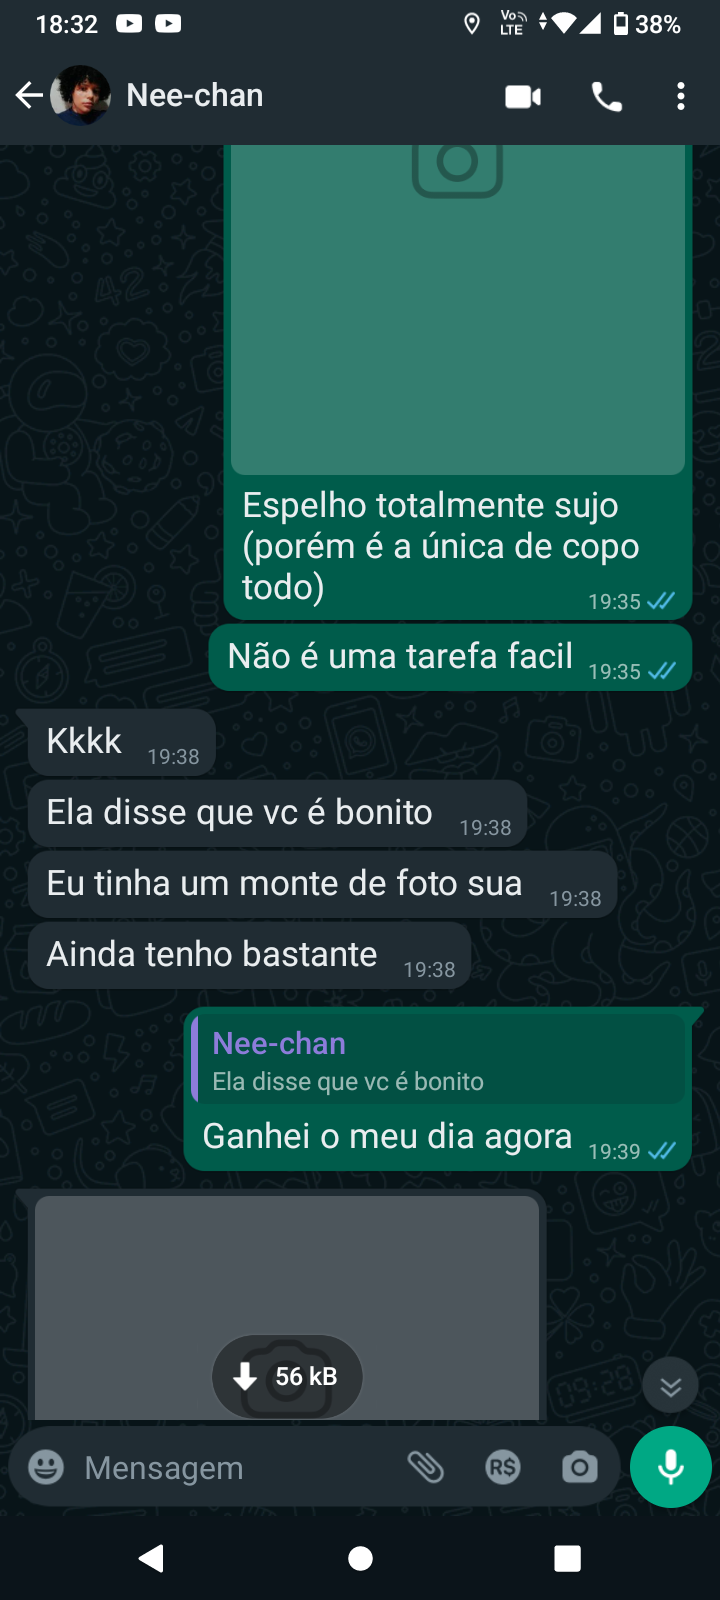 18:32
Vo
LTE
38%
Nee-chan
Espelho totalmente sujo
(porém é a única de copo
todo)
19:35
Não é uma tarefa facil
19:35
Kkkk
19:38
Ela disse que vc é bonito
19:38
Eu tinha um monte de foto sua
19:38
Ainda tenho bastante
19:38
Nee-chan
Ela disse que vc é bonito
Ganhei o meu dia agora
19:39
56 kB
09:28
Mensagem
R$